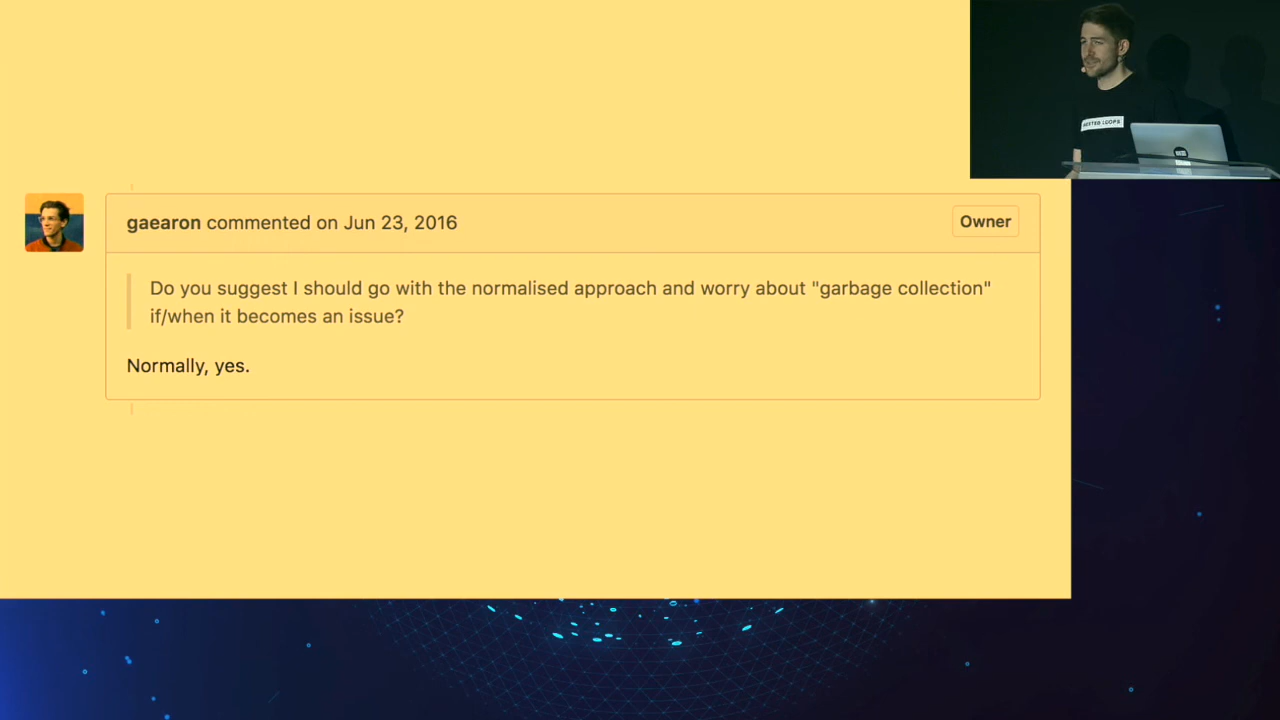 gaearon commented on Jun 23, 2016
Owner
Do you suggest I should go with the normalised approach and worry about "garbage collection"
if/when it becomes an issue?
Normally, yes.